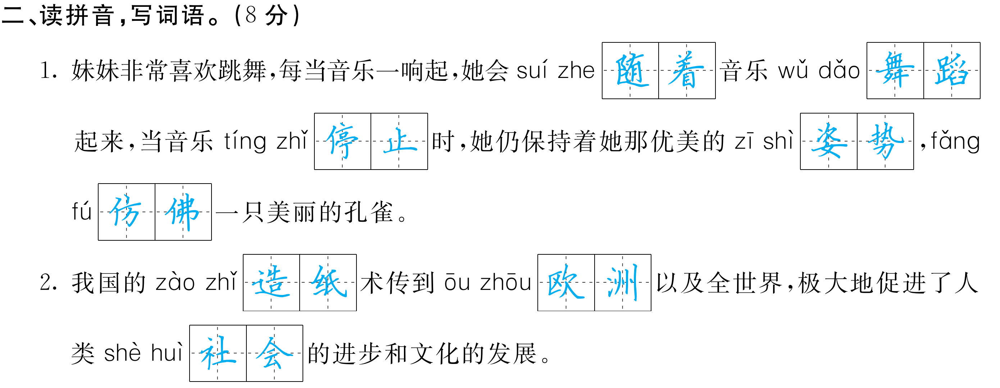 二、读拼音,写词语。(8 分)
1. 妹妹非常喜欢跳舞,每当音乐一响起,她会 suí zhe 随着 音乐 wǔ dǎo 舞蹈
起来,当音乐 tíng zhǐ 停止 时,她仍保持着她那优美的 zī shì 姿势 ,fǎng
fú 仿佛 一只美丽的孔雀。
2. 我国的 zào zhǐ 造纸 术传到 ōu zhōu 欧洲 以及全世界,极大地促进了人
类 shè huì 社会 的进步和文化的发展。